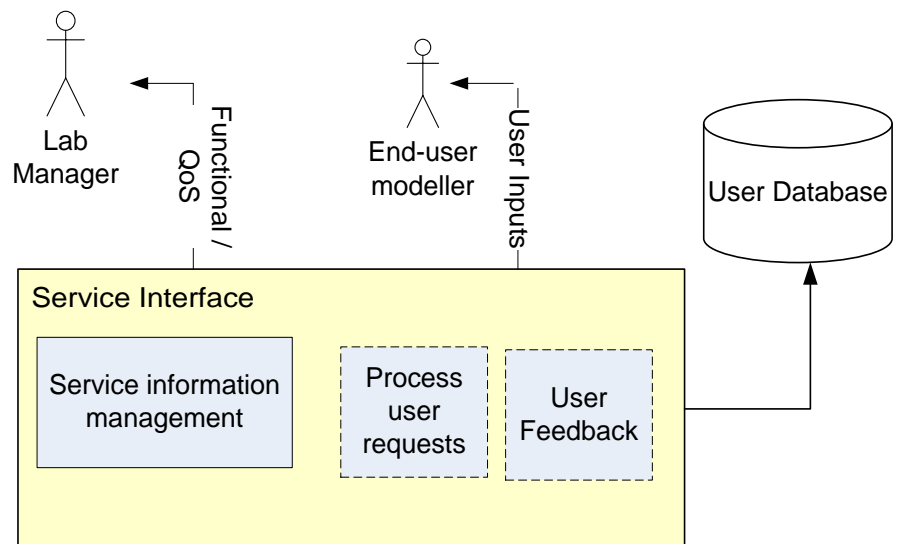 Lab
Manager
Functional /
QoS
End-user
modeller
User Inputs
User Database
Service Interface
Service information
management
Process
user
requests
User
Feedback